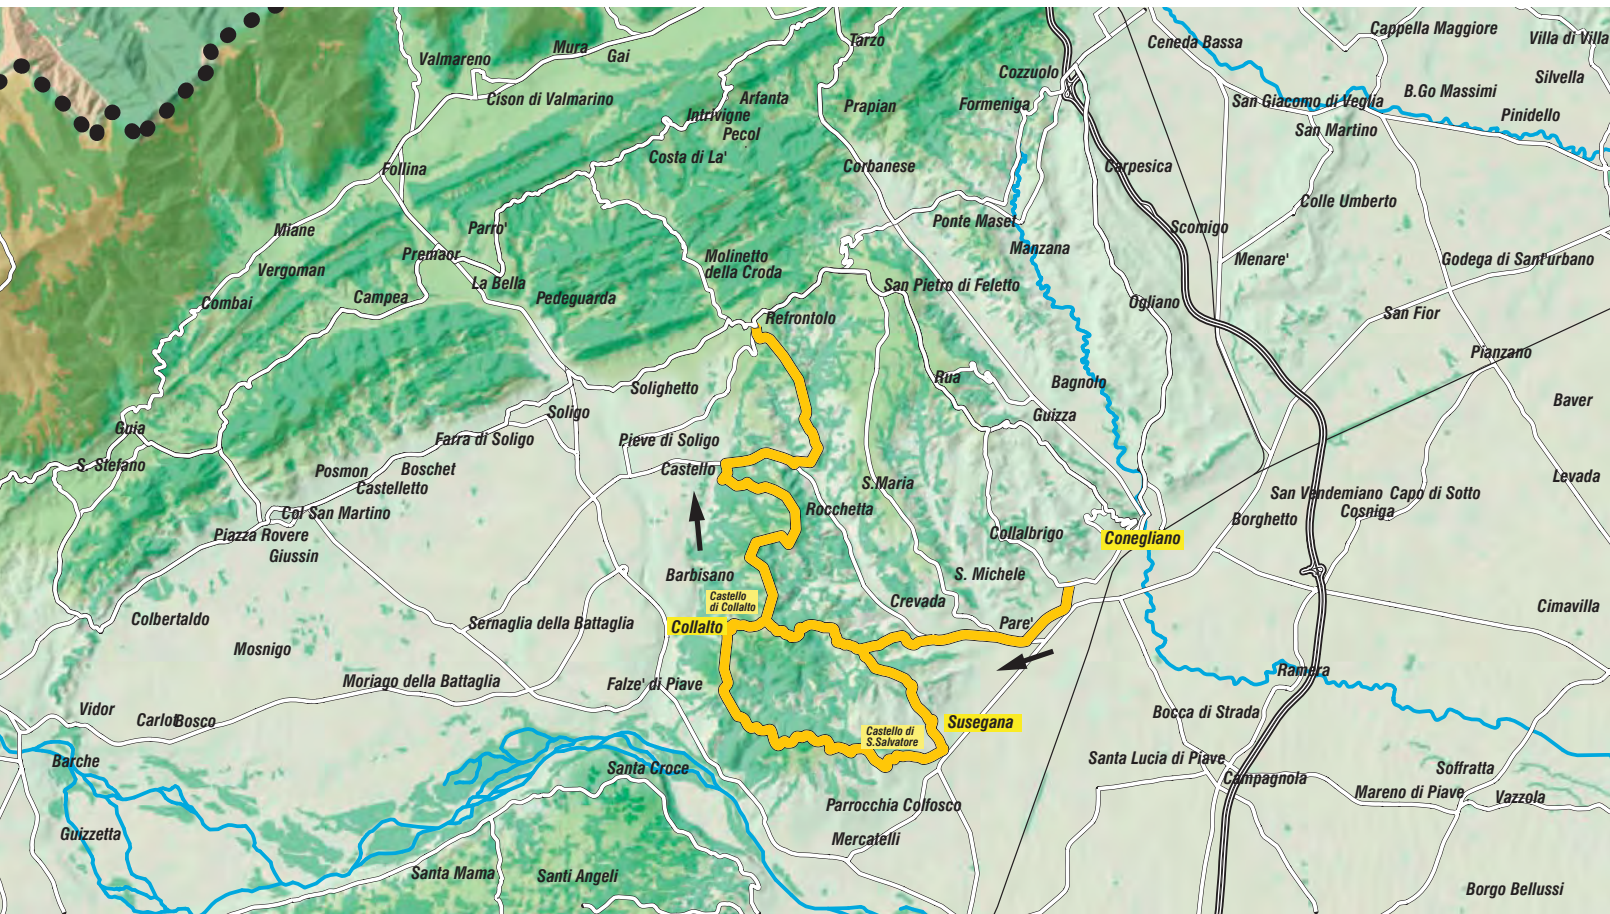 Cappella Maggiore
Villa di Villa
Tarzo
Ceneda Bassa
Mura
Gai
Valmareno
Cozzuolo
Silvella
B.Go Massimi
Cison di Valmarino
Arfanta
Prapian
Formeniga
San Giacomo di Veglia
Intrivigne
Pinidello
Pecol
San Martino
Costa di La'
Follina
Corbanese
Carpesica
Colle Umberto
Miane
Parro'
Ponte Maset
Scomigo
Premaor
Molinetto
della Croda
Manzana
Menare'
Godega di Sant'urbano
Vergoman
La Bella
San Pietro di Feletto
Combai
Campea
Pedeguarda
Ogliano
Refrontolo
San Fior
Pianzano
Rua
Bagnolo
Solighetto
Baver
Soligo
Guizza
Guia
Farra di Soligo
Pieve di Soligo
S. Stefano
Posmon
Boschet
Castello
Levada
Castelletto
S.Maria
San Vendemiano
Capo di Sotto
Col San Martino
Rocchetta
Borghetto
Cosniga
Piazza Rovere
Collalbrigo
Conegliano
Giussin
Barbisano
S. Michele
Castello
di Collalto
Crevada
Cimavilla
Colbertaldo
Sernaglia della Battaglia
Collalto
Pare'
Mosnigo
Ramera
Moriago della Battaglia
Falze' di Piave
Vidor
Carlot
Bosco
Susegana
Bocca di Strada
Castello di
S.Salvatore
Barche
Santa Croce
Santa Lucia di Piave
Soffratta
Campagnola
Mareno di Piave
Vazzola
Parrocchia Colfosco
Guizzetta
Mercatelli
Santa Mama
Santi Angeli
Borgo Bellussi